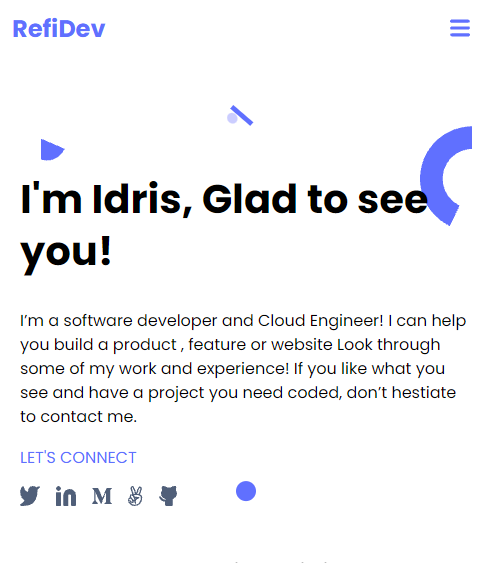 RefiDev
I'm Idris, Glad to see
you!
I’m a software developer and Cloud Engineer! I can help
you build a product , feature or website Look through
some of my work and experience! If you like what you
see and have a project you need coded, don’t hestiate
to contact me.
LET'S CONNECT